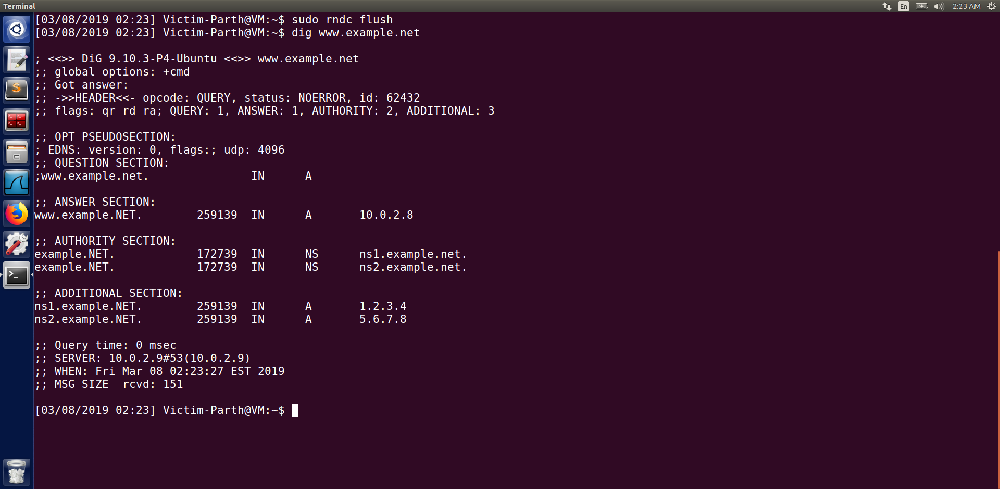 Terminal
En
2:23 AM
[03/08/2019 02:23] Victim-Parth@VM:~$ sudo rndc flush
[03/08/2019 02:23] Victim-Parth@VM:~$ dig www.example.net
; <<>> DiG 9.10.3-P4-Ubuntu <<>> www.example.net
;; global options: +cmd
;; Got answer:
;; ->>HEADER<<- opcode: QUERY, status: NOERROR, id: 62432
;; flags: qr rd ra; QUERY: 1, ANSWER: 1, AUTHORITY: 2, ADDITIONAL: 3
;; OPT PSEUDOSECTION:
; EDNS: version: 0, flags:; udp: 4096
;; QUESTION SECTION:
;www.example.net. IN A
;; ANSWER SECTION:
www.example.NET. 259139 IN A 10.0.2.8
;; AUTHORITY SECTION:
example.NET. 172739 IN NS ns1.example.net.
example.NET. 172739 IN NS ns2.example.net.
;; ADDITIONAL SECTION:
ns1.example.NET. 259139 IN A 1.2.3.4
ns2.example.NET. 259139 IN A 5.6.7.8
;; Query time: 0 msec
;; SERVER: 10.0.2.9#53(10.0.2.9)
;; WHEN: Fri Mar 08 02:23:27 EST 2019
;; MSG SIZE  rcvd: 151
[03/08/2019 02:23] Victim-Parth@VM:~$